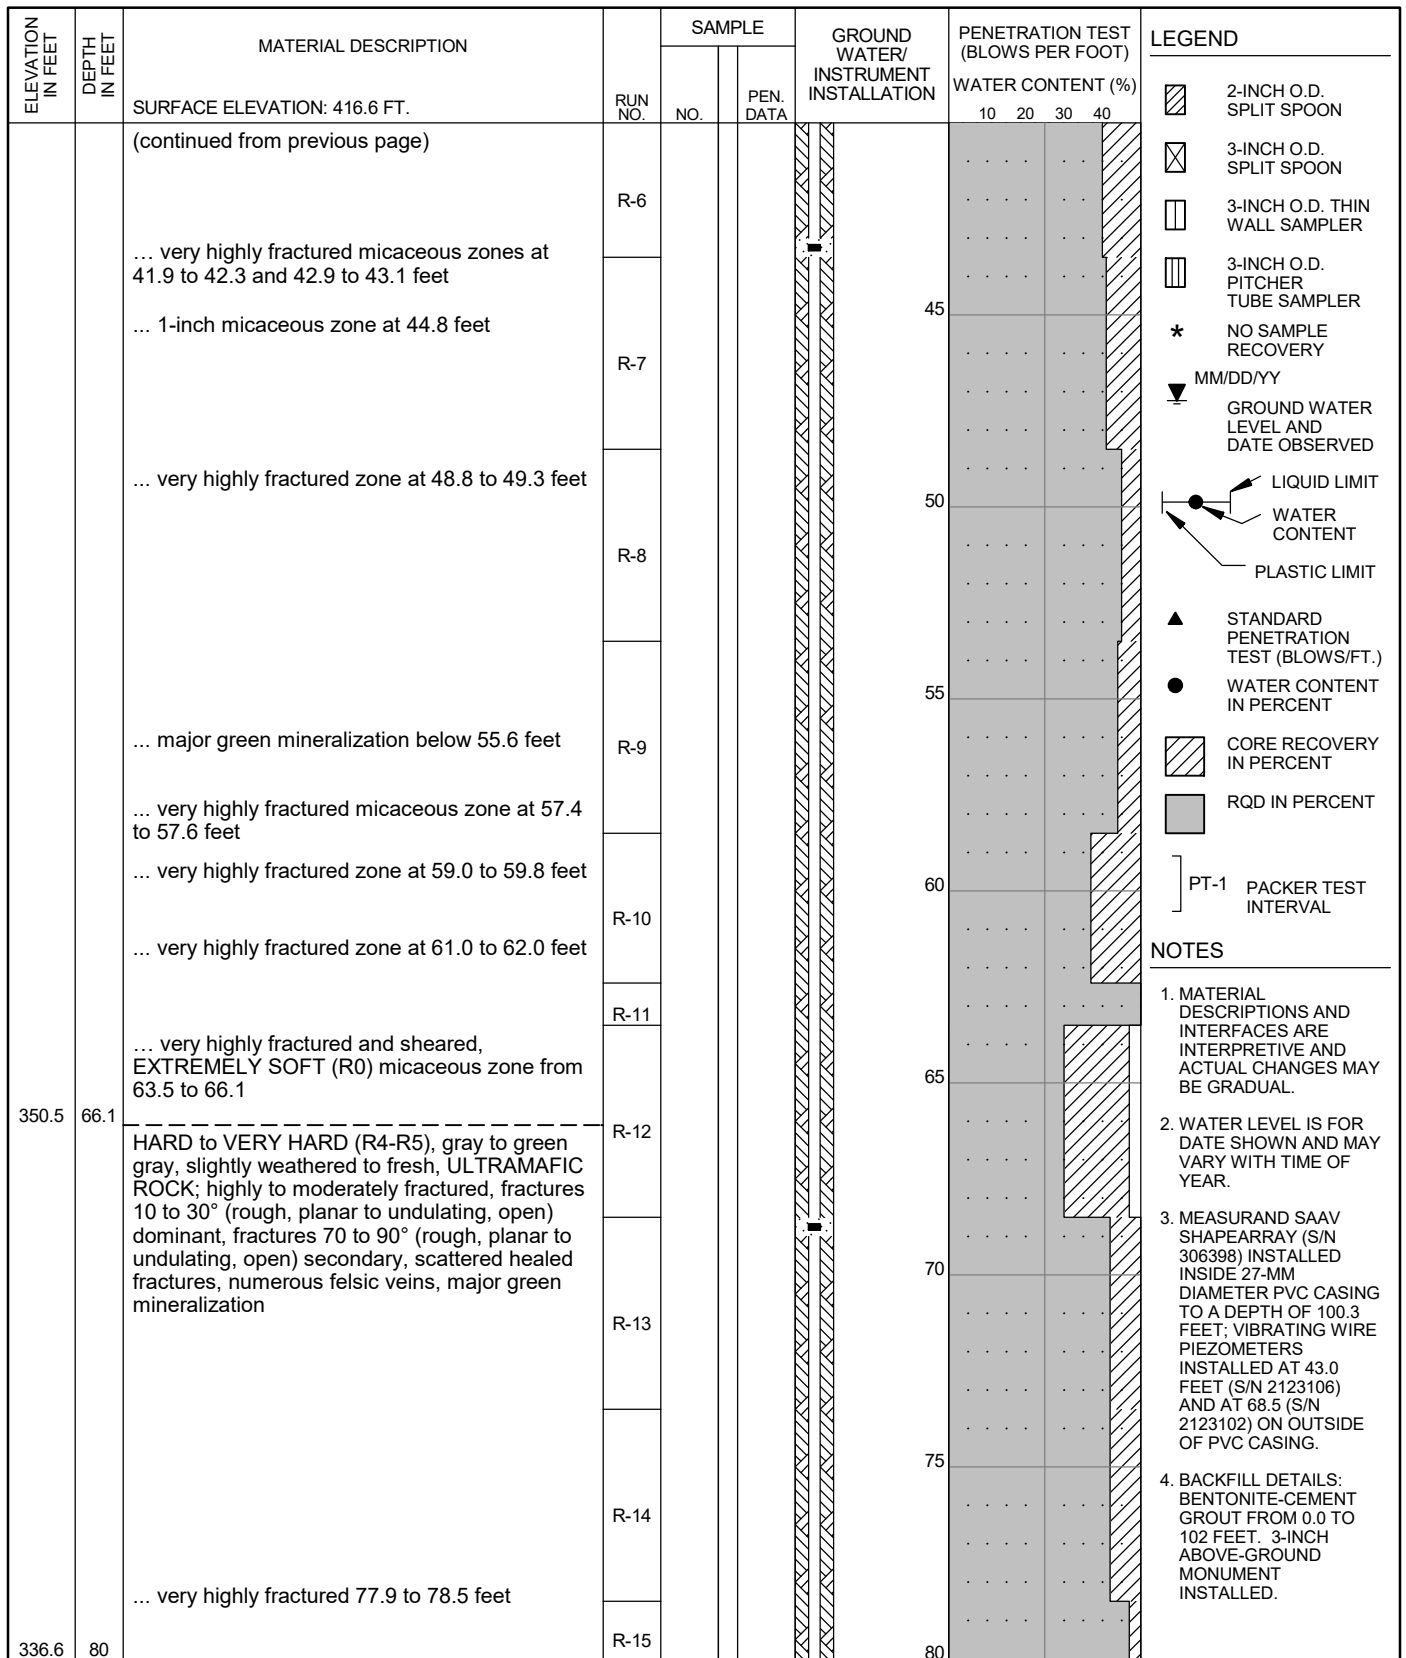 ELEVATION
IN FEET
DEPTH
IN FEET
MATERIAL DESCRIPTION
SURFACE ELEVATION: 416.6 FT.
RUN
NO.
SAMPLE
NO.
PEN.
DATA
GROUND
WATER/
INSTRUMENT
INSTALLATION
PENETRATION TEST
(BLOWS PER FOOT)
WATER CONTENT (%)
10 20 30 40
(continued from previous page)
R-6
... very highly fractured micaceous zones at
41.9 to 42.3 and 42.9 to 43.1 feet
45
... 1-inch micaceous zone at 44.8 feet
R-7
... very highly fractured zone at 48.8 to 49.3 feet
50
R-8
55
... major green mineralization below 55.6 feet
R-9
... very highly fractured micaceous zone at 57.4
to 57.6 feet
... very highly fractured zone at 59.0 to 59.8 feet
60
R-10
... very highly fractured zone at 61.0 to 62.0 feet
R-11
... very highly fractured and sheared,
EXTREMELY SOFT (R0) micaceous zone from
63.5 to 66.1
65
350.5 66.1
R-12
HARD to VERY HARD (R4-R5), gray to green
gray, slightly weathered to fresh, ULTRAMAFIC
ROCK; highly to moderately fractured, fractures
10 to 30° (rough, planar to undulating, open)
dominant, fractures 70 to 90° (rough, planar to
undulating, open) secondary, scattered healed
fractures, numerous felsic veins, major green
mineralization
70
R-13
75
R-14
... very highly fractured 77.9 to 78.5 feet
R-15
336.6 80
80
LEGEND
2-INCH O.D.
SPLIT SPOON
3-INCH O.D.
SPLIT SPOON
3-INCH O.D. THIN
WALL SAMPLER
3-INCH O.D.
PITCHER
TUBE SAMPLER
* NO SAMPLE
RECOVERY
MM/DD/YY
GROUND WATER
LEVEL AND
DATE OBSERVED
LIQUID LIMIT
WATER
CONTENT
PLASTIC LIMIT
STANDARD
PENETRATION
TEST (BLOWS/FT.)
WATER CONTENT
IN PERCENT
CORE RECOVERY
IN PERCENT
RQD IN PERCENT
PT-1 PACKER TEST
INTERVAL
NOTES
1. MATERIAL
DESCRIPTIONS AND
INTERFACES ARE
INTERPRETIVE AND
ACTUAL CHANGES MAY
BE GRADUAL.
2. WATER LEVEL IS FOR
DATE SHOWN AND MAY
VARY WITH TIME OF
YEAR.
3. MEASURAND SAAV
SHAPEARRAY (S/N
306398) INSTALLED
INSIDE 27-MM
DIAMETER PVC CASING
TO A DEPTH OF 100.3
FEET; VIBRATING WIRE
PIEZOMETERS
INSTALLED AT 43.0
FEET (S/N 2123106)
AND AT 68.5 (S/N
2123102) ON OUTSIDE
OF PVC CASING.
4. BACKFILL DETAILS:
BENTONITE-CEMENT
GROUT FROM 0.0 TO
102 FEET. 3-INCH
ABOVE-GROUND
MONUMENT
INSTALLED.